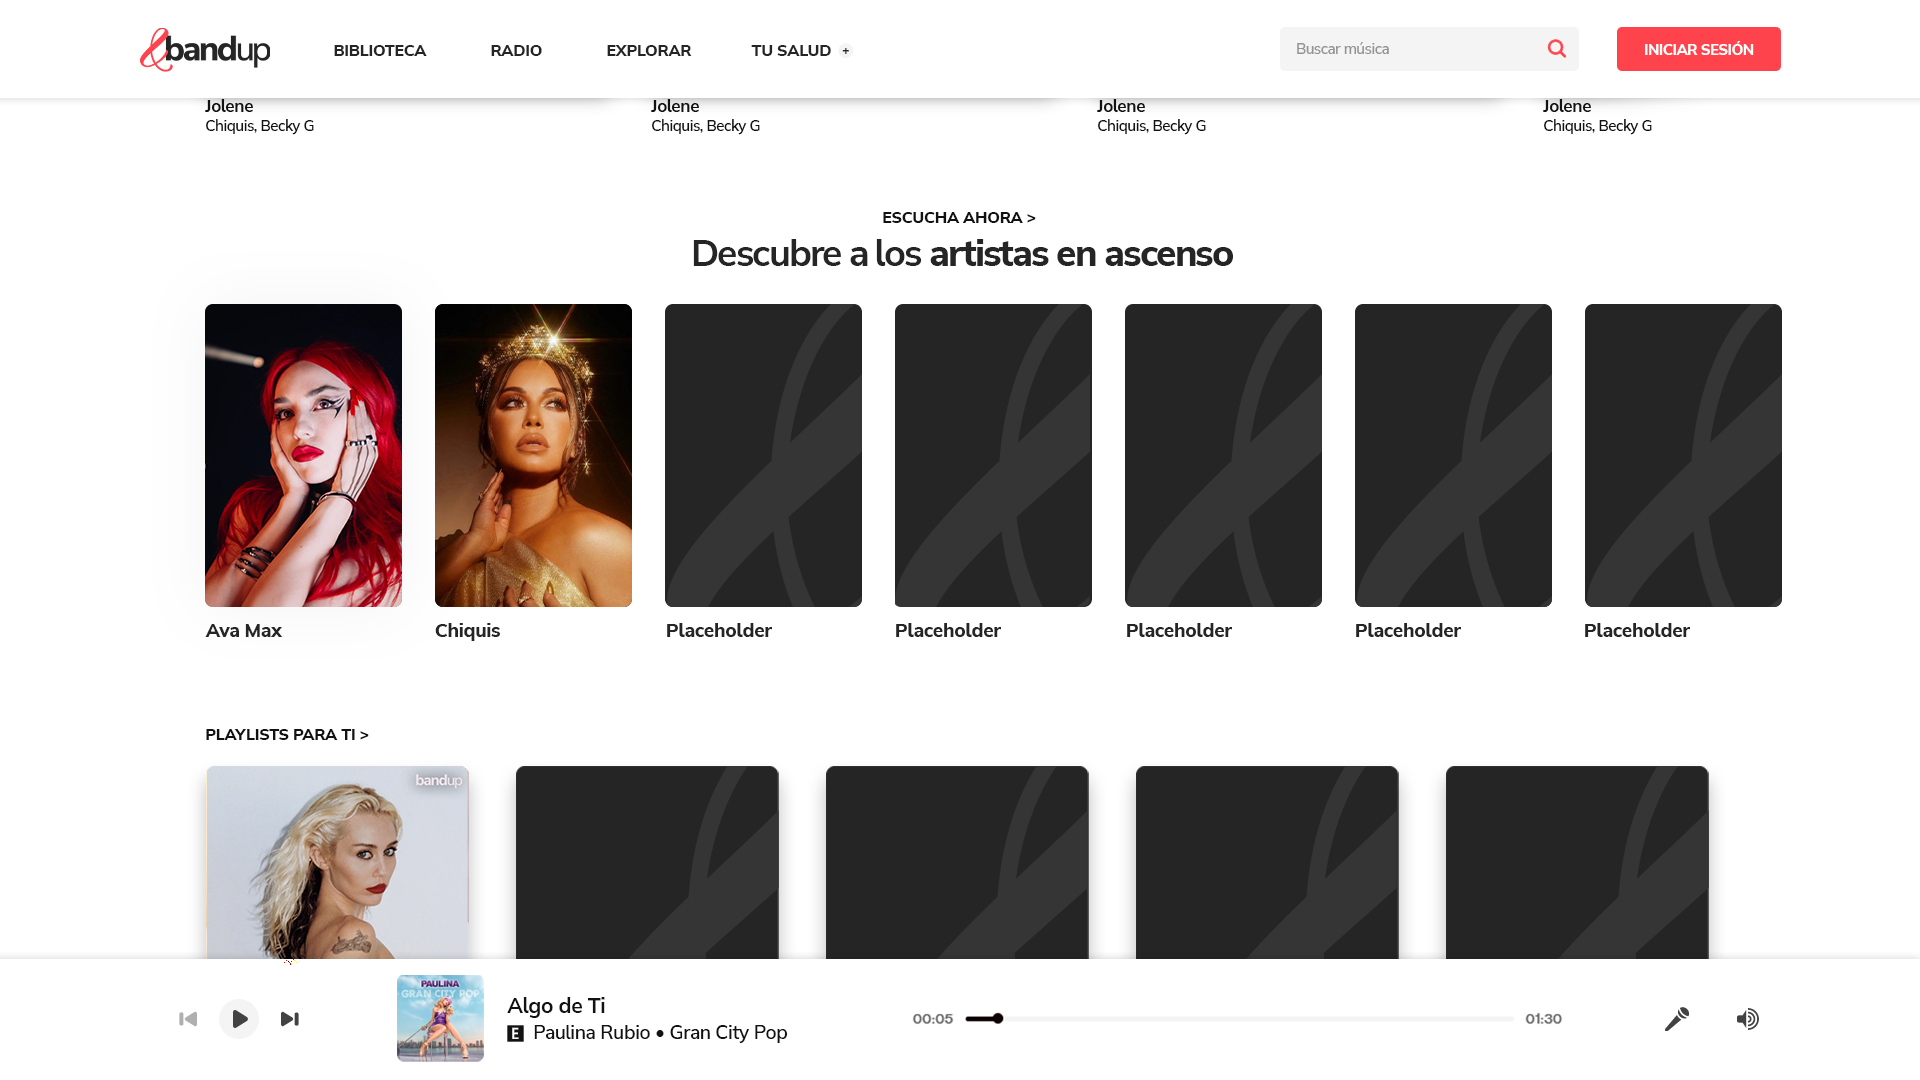 bandup
BIBLIOTECA
RADIO
EXPLORAR
TU SALUD +
Buscar música
INICIAR SESIÓN
Jolene
Chiquis, Becky G
Jolene
Chiquis, Becky G
Jolene
Chiquis, Becky G
Jolene
Chiquis, Becky G
ESCUCHA AHORA >
Descubre a los artistas en ascenso
Ava Max
Chiquis
Placeholder
Placeholder
Placeholder
Placeholder
Placeholder
PLAYLISTS PARA TI >
bandup
PAULINA
GRAN CITY POP
Algo de Ti
E Paulina Rubio • Gran City Pop
00:05
01:30